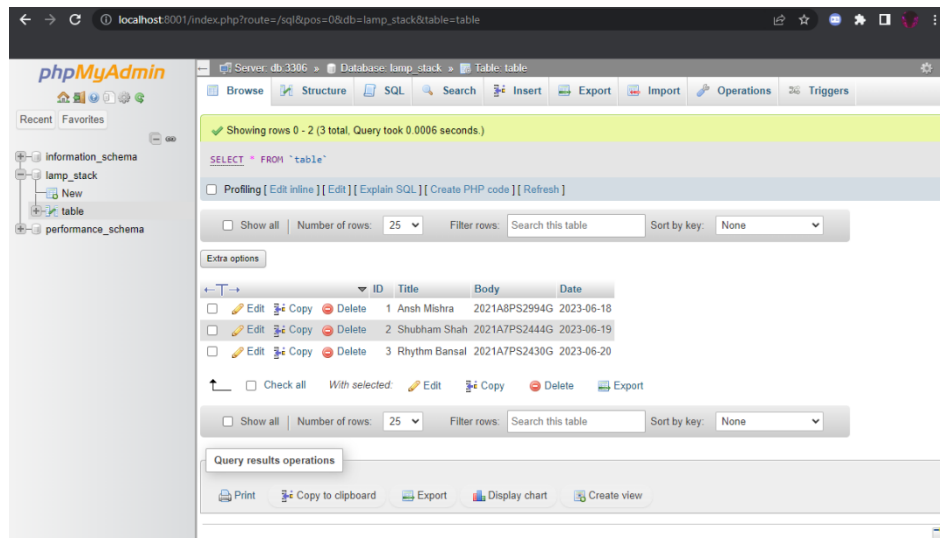 localhost:8001/index.php?route=/sql&pos=0&db=lamp_stack&table=table
phpMyAdmin
Recent Favorites
information_schema
lamp_stack
New
table
performance_schema
Server: db:3306 » Database: lamp_stack » Table: table
Browse Structure SQL Search Insert Export Import Operations Triggers
Showing rows 0 - 2 (3 total, Query took 0.0006 seconds.)
SELECT * FROM `table`
Profiling [ Edit inline ] [ Edit ] [ Explain SQL ] [ Create PHP code ] [ Refresh ]
Show all | Number of rows: 25 Filter rows: Search this table Sort by key: None
Extra options
←T→ ID Title Body Date
Edit Copy Delete 1 Ansh Mishra 2021A8PS2994G 2023-06-18
Edit Copy Delete 2 Shubham Shah 2021A7PS2444G 2023-06-19
Edit Copy Delete 3 Rhythm Bansal 2021A7PS2430G 2023-06-20
Check all With selected: Edit Copy Delete Export
Show all | Number of rows: 25 Filter rows: Search this table Sort by key: None
Query results operations
Print Copy to clipboard Export Display chart Create view